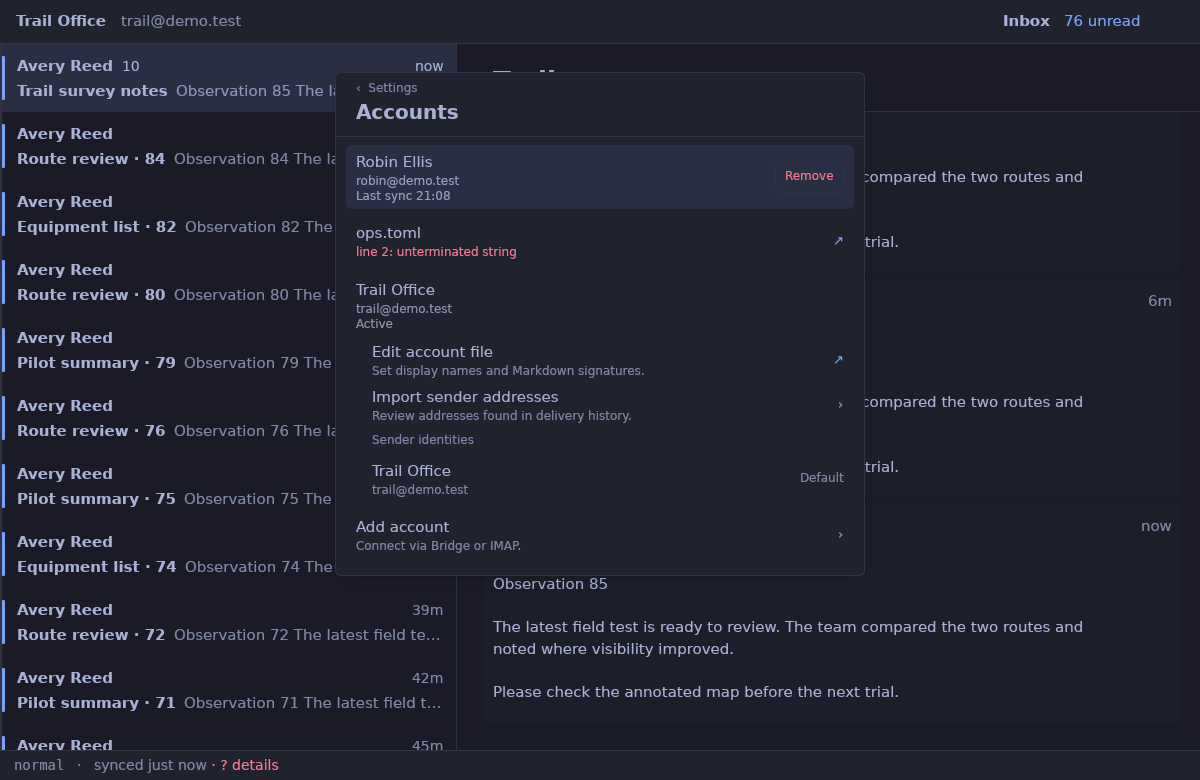 Trail Office trail@demo.test Inbox 76 unread
Avery Reed 10 now
Trail survey notes Observation 85 The la
Avery Reed
Route review · 84 Observation 84 The la
Avery Reed
Equipment list · 82 Observation 82 The
Avery Reed
Route review · 80 Observation 80 The la
Avery Reed
Pilot summary · 79 Observation 79 The
Avery Reed
Route review · 76 Observation 76 The la
Avery Reed
Pilot summary · 75 Observation 75 The
Avery Reed
Equipment list · 74 Observation 74 The
Avery Reed 39m
Route review · 72 Observation 72 The latest field te…
Avery Reed 42m
Pilot summary · 71 Observation 71 The latest field t…
Avery Reed 45m
‹ Settings
Accounts
Robin Ellis
robin@demo.test
Last sync 21:08
Remove
ops.toml
line 2: unterminated string
↗
Trail Office
trail@demo.test
Active
Edit account file
Set display names and Markdown signatures.
↗
Import sender addresses
Review addresses found in delivery history.
›
Sender identities
Trail Office
trail@demo.test
Default
Add account
Connect via Bridge or IMAP.
›
compared the two routes and
trial.
6m
compared the two routes and
trial.
now
Observation 85
The latest field test is ready to review. The team compared the two routes and
noted where visibility improved.
Please check the annotated map before the next trial.
normal · synced just now · ? details